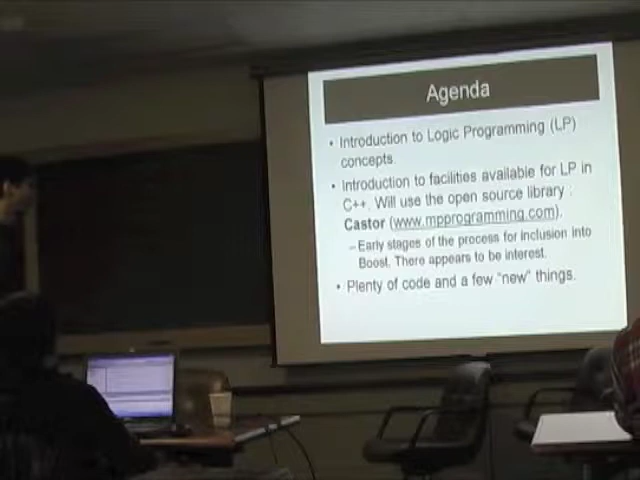 Agenda
• Introduction to Logic Programming (LP)
concepts.
• Introduction to facilities available for LP in
C++. Will use the open source library :
Castor (www.mpprogramming.com).
– Early stages of the process for inclusion into
Boost. There appears to be interest.
• Plenty of code and a few “new” things.